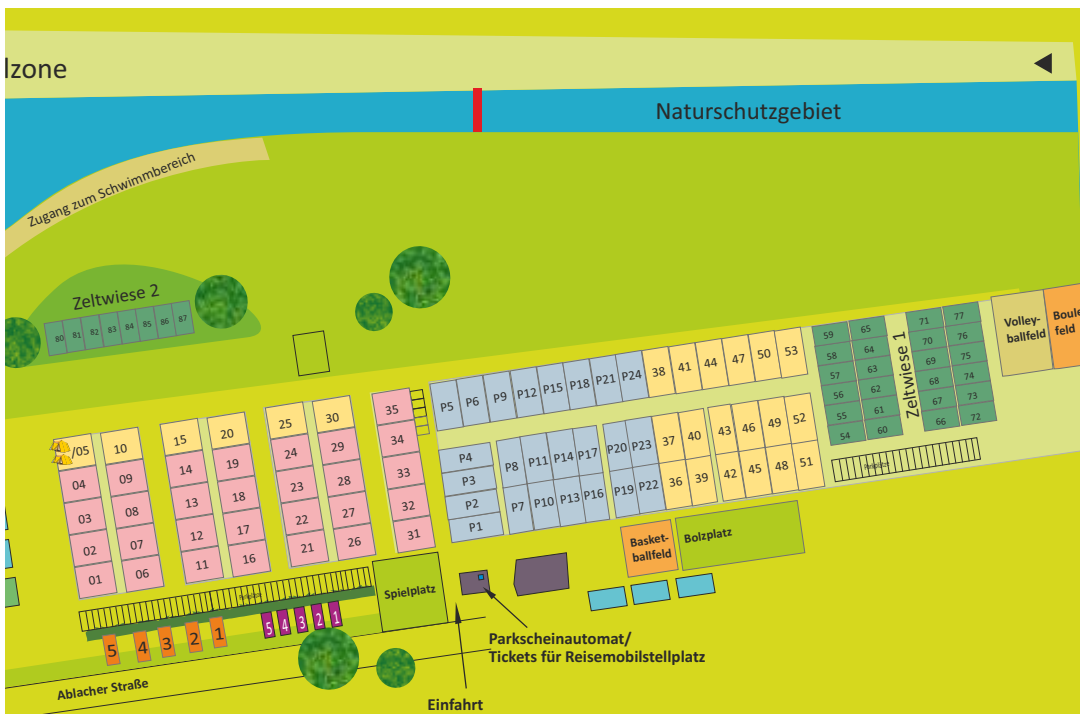 lzone
Naturschutzgebiet
Zugang zum Schwimmbereich
Zeltwiese 2
80 81 82 83 84 85 86 87
/05 10 15 20 25 30 35
04 09 14 19 24 29 34
03 08 13 18 23 28 33
02 07 12 17 22 27 32
01 06 11 16 21 26 31
P5 P6 P9 P12 P15 P18 P21 P24 38 41 44 47 50 53
P4
P3
P2
P1
P8 P11 P14 P17 P20 P23 37 40 43 46 49 52
P7 P10 P13 P16 P19 P22 36 39 42 45 48 51
59 65
58 64
57 63
56 62
55 61
54 60
Zeltwiese 1
71 77
70 76
69 75
68 74
67 73
66 72
Volley-
ballfeld
Boule
feld
Basket-
ballfeld
Bolzplatz
Spielplatz
5 4 3 2 1
5 4 3 2 1
Parkscheinautomat/
Tickets für Reisemobilstellplatz
Einfahrt
Ablacher Straße